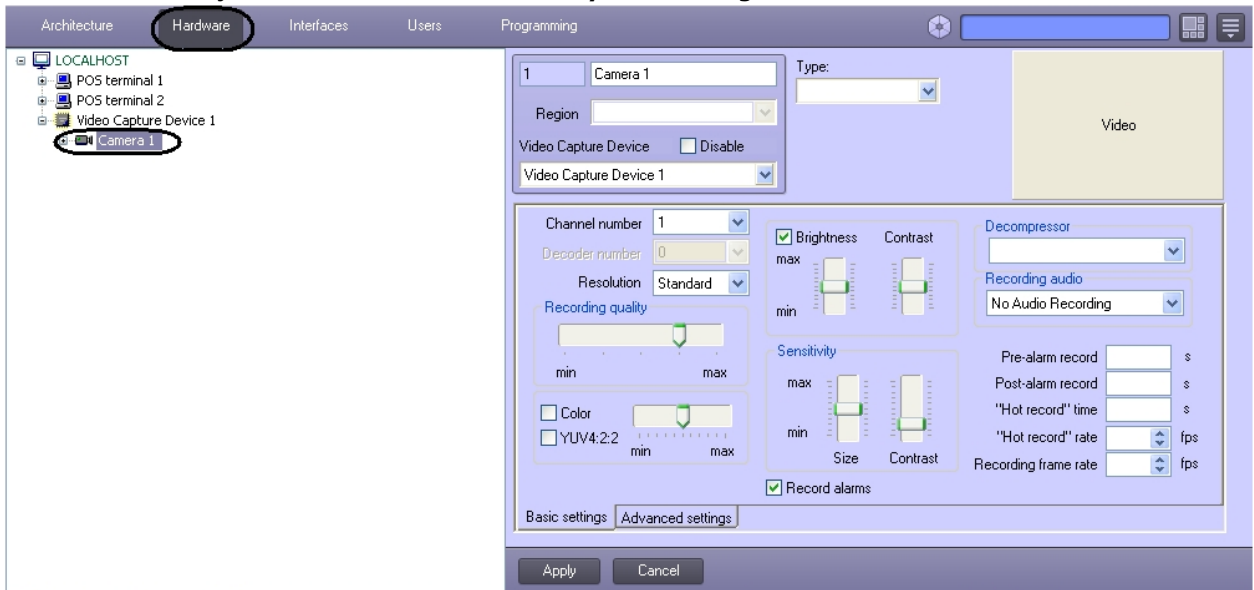 Architecture Hardware Interfaces Users Programming
LOCALHOST
POS terminal 1
POS terminal 2
Video Capture Device 1
Camera 1
1 Camera 1
Region
Video Capture Device Disable
Video Capture Device 1
Type:
Video
Channel number 1
Decoder number 0
Resolution Standard
Recording quality
min max
Color
YUV4:2:2
min max
Brightness Contrast
max
min
Sensitivity
max
min
Size Contrast
Record alarms
Decompressor
Recording audio
No Audio Recording
Pre-alarm record s
Post-alarm record s
"Hot record" time s
"Hot record" rate fps
Recording frame rate fps
Basic settings Advanced settings
Apply Cancel